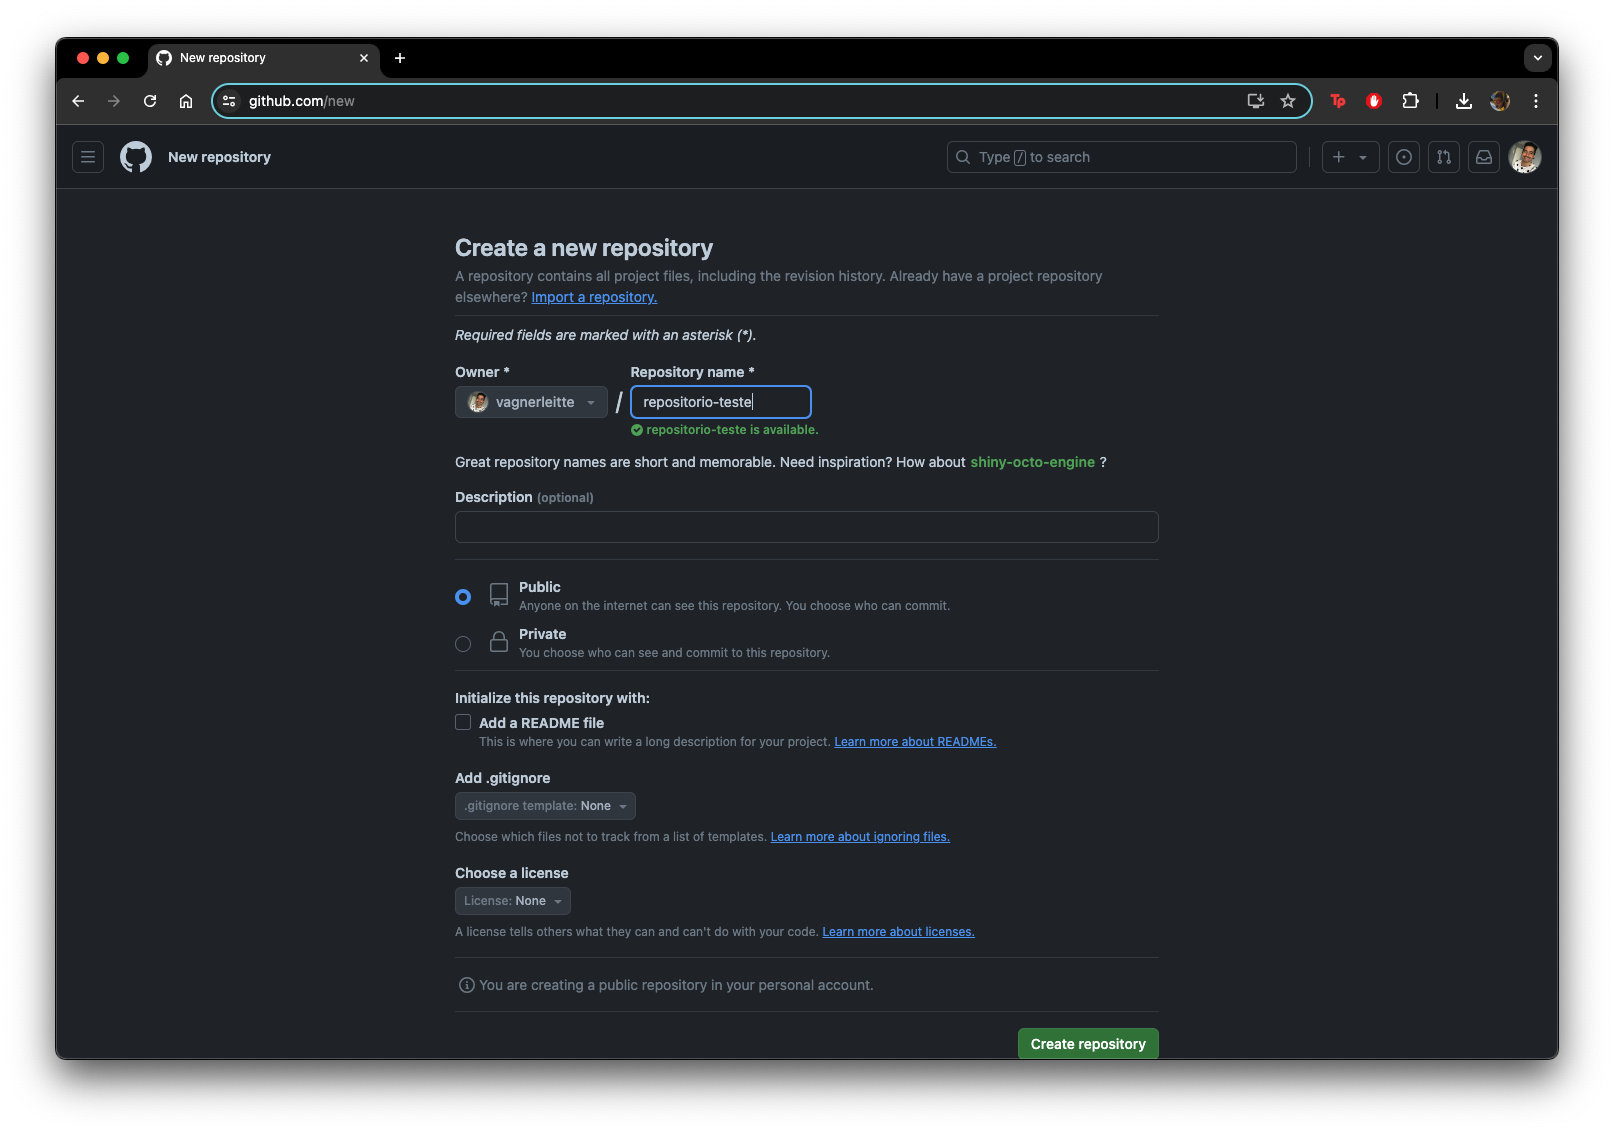 New repository
github.com/new
New repository
Type / to search
Create a new repository
A repository contains all project files, including the revision history. Already have a project repository
elsewhere? Import a repository.
Required fields are marked with an asterisk (*).
Owner *
Repository name *
vagnerleitte
/
repositorio-teste
repositorio-teste is available.
Great repository names are short and memorable. Need inspiration? How about shiny-octo-engine ?
Description (optional)
Public
Anyone on the internet can see this repository. You choose who can commit.
Private
You choose who can see and commit to this repository.
Initialize this repository with:
Add a README file
This is where you can write a long description for your project. Learn more about READMEs.
Add .gitignore
.gitignore template: None
Choose which files not to track from a list of templates. Learn more about ignoring files.
Choose a license
License: None
A license tells others what they can and can't do with your code. Learn more about licenses.
You are creating a public repository in your personal account.
Create repository